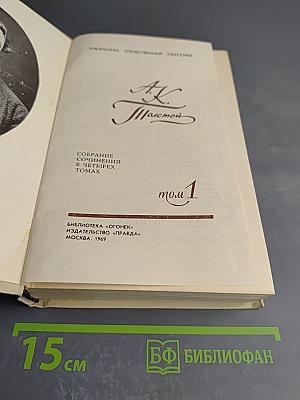 БИБЛИОТЕКА ОТЕЧЕСТВЕННОЙ КЛАССИКИ
А.К.
Толстой
СОБРАНИЕ
СОЧИНЕНИЙ
В ЧЕТЫРЕХ
ТОМАХ
том 1
БИБЛИОТЕКА «ОГОНЕК»
ИЗДАТЕЛЬСТВО «ПРАВДА»
МОСКВА. 1969
15 см
БФ БИБЛИОФАН